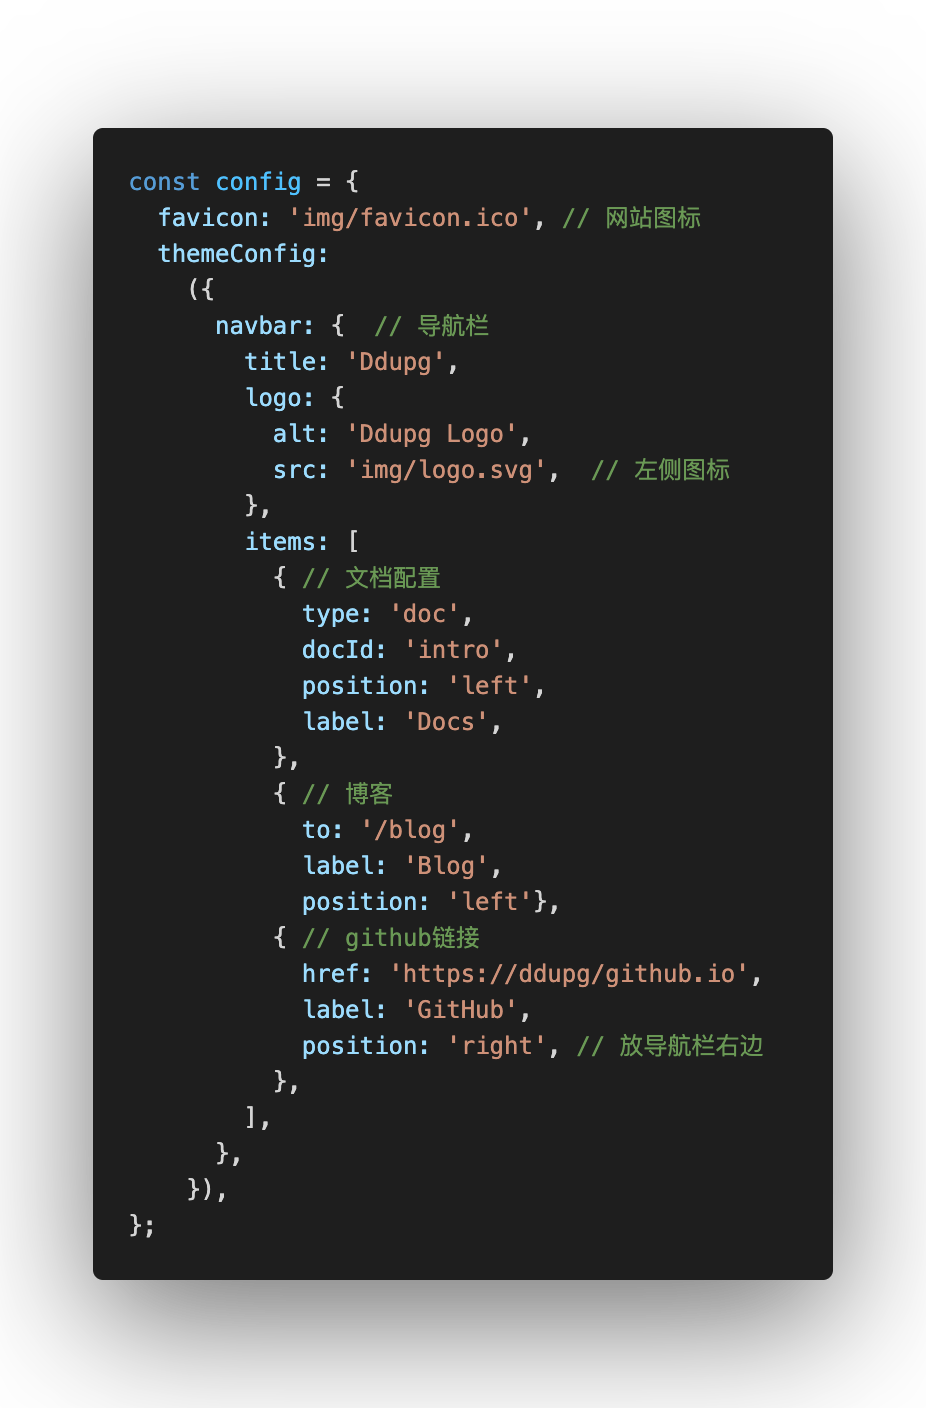 const config = {
  favicon: 'img/favicon.ico', // 网站图标
  themeConfig:
    ({
      navbar: {  // 导航栏
        title: 'Ddupg',
        logo: {
          alt: 'Ddupg Logo',
          src: 'img/logo.svg',  // 左侧图标
        },
        items: [
          { // 文档配置
            type: 'doc',
            docId: 'intro',
            position: 'left',
            label: 'Docs',
          },
          { // 博客
            to: '/blog',
            label: 'Blog',
            position: 'left'},
          { // github链接
            href: 'https://ddupg/github.io',
            label: 'GitHub',
            position: 'right', // 放导航栏右边
          },
        ],
      },
    }),
};